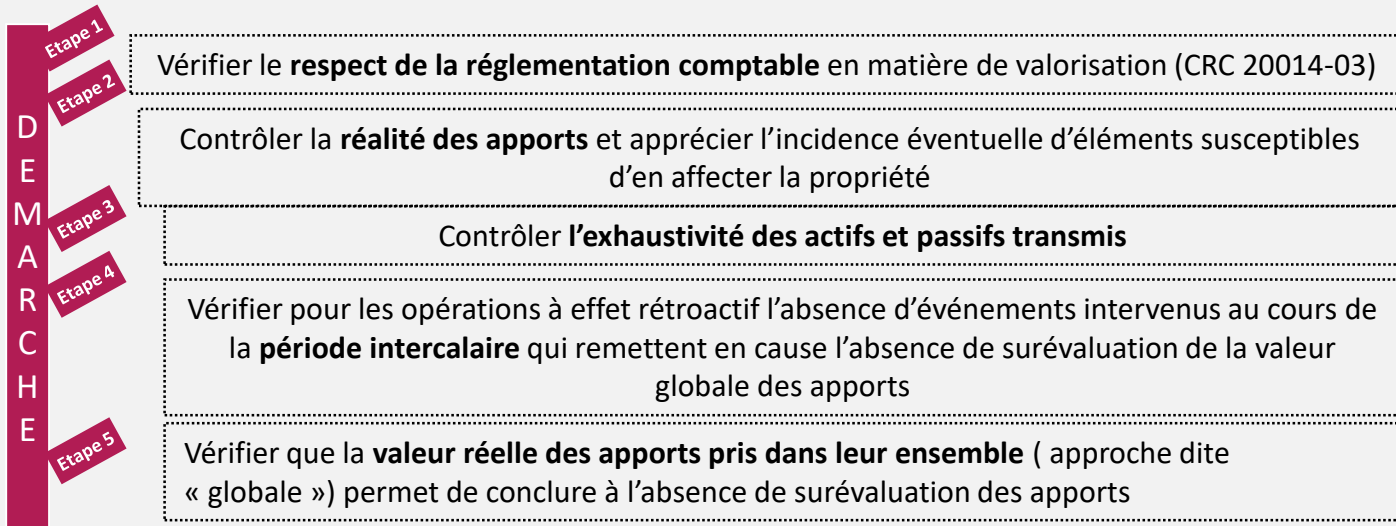 DEMARCHE
Etape 1
Vérifier le respect de la réglementation comptable en matière de valorisation (CRC 20014-03)
Etape 2
Contrôler la réalité des apports et apprécier l’incidence éventuelle d’éléments susceptibles
d’en affecter la propriété
Etape 3
Contrôler l’exhaustivité des actifs et passifs transmis
Etape 4
Vérifier pour les opérations à effet rétroactif l’absence d’événements intervenus au cours de
la période intercalaire qui remettent en cause l’absence de surévaluation de la valeur
globale des apports
Etape 5
Vérifier que la valeur réelle des apports pris dans leur ensemble ( approche dite
« globale ») permet de conclure à l’absence de surévaluation des apports